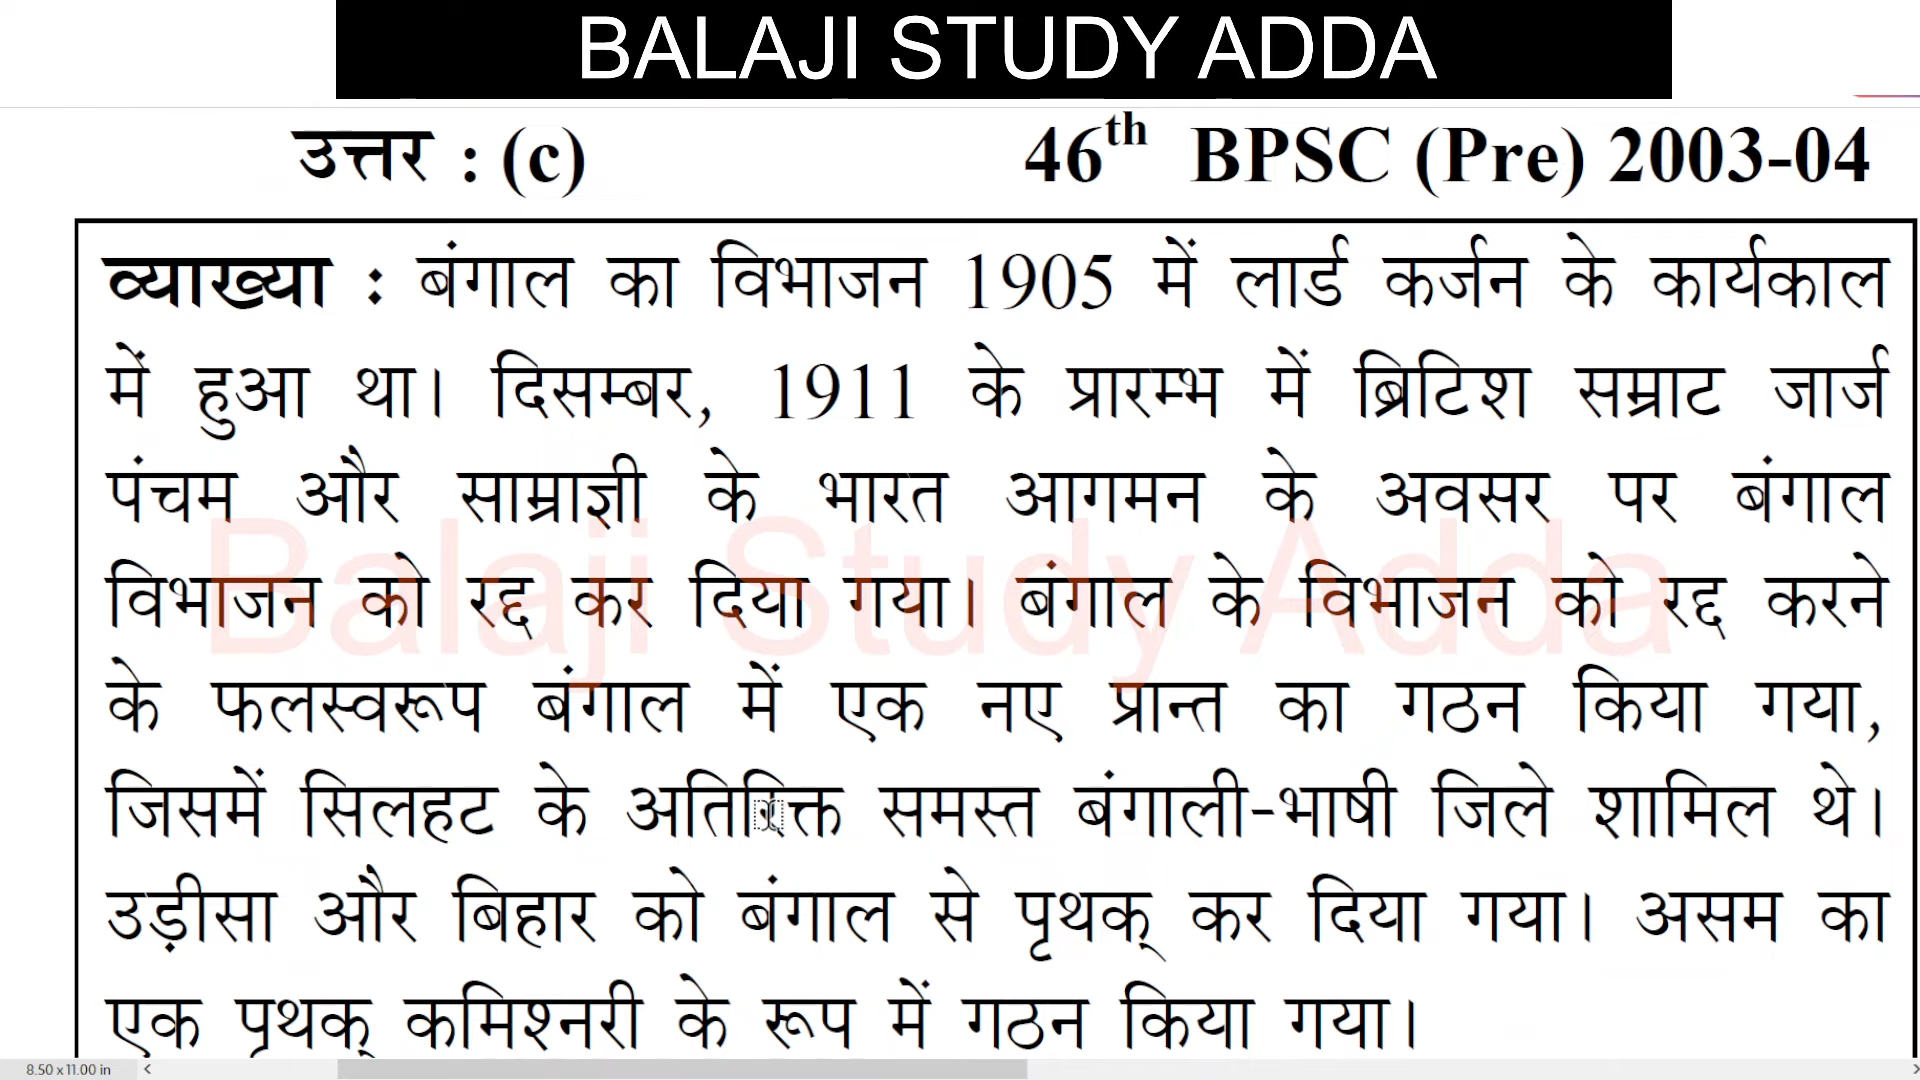 BALAJI STUDY ADDA
उत्तर : (c) 46th BPSC (Pre) 2003-04
व्याख्या : बंगाल का विभाजन 1905 में लार्ड कर्जन के कार्यकाल
में हुआ था। दिसम्बर, 1911 के प्रारम्भ में ब्रिटिश सम्राट जार्ज
पंचम और साम्राज्ञी के भारत आगमन के अवसर पर बंगाल
विभाजन को रद्द कर दिया गया। बंगाल के विभाजन को रद्द करने
के फलस्वरूप बंगाल में एक नए प्रान्त का गठन किया गया,
जिसमें सिलहट के अतिरिक्त समस्त बंगाली-भाषी जिले शामिल थे।
उड़ीसा और बिहार को बंगाल से पृथक् कर दिया गया। असम का
एक पृथक् कमिश्नरी के रूप में गठन किया गया।
Balaji Study Adda
8.50 x 11.00 in